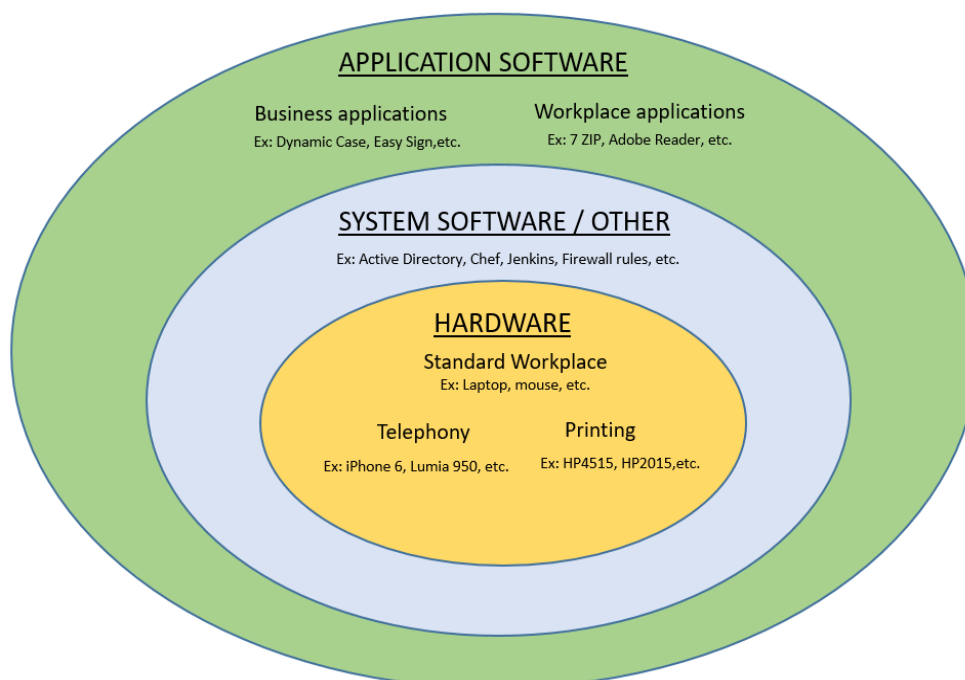 APPLICATION SOFTWARE
Business applications
Ex: Dynamic Case, Easy Sign,etc.
Workplace applications
Ex: 7 ZIP, Adobe Reader, etc.
SYSTEM SOFTWARE / OTHER
Ex: Active Directory, Chef, Jenkins, Firewall rules, etc.
HARDWARE
Standard Workplace
Ex: Laptop, mouse, etc.
Telephony
Ex: iPhone 6, Lumia 950, etc.
Printing
Ex: HP4515, HP2015,etc.